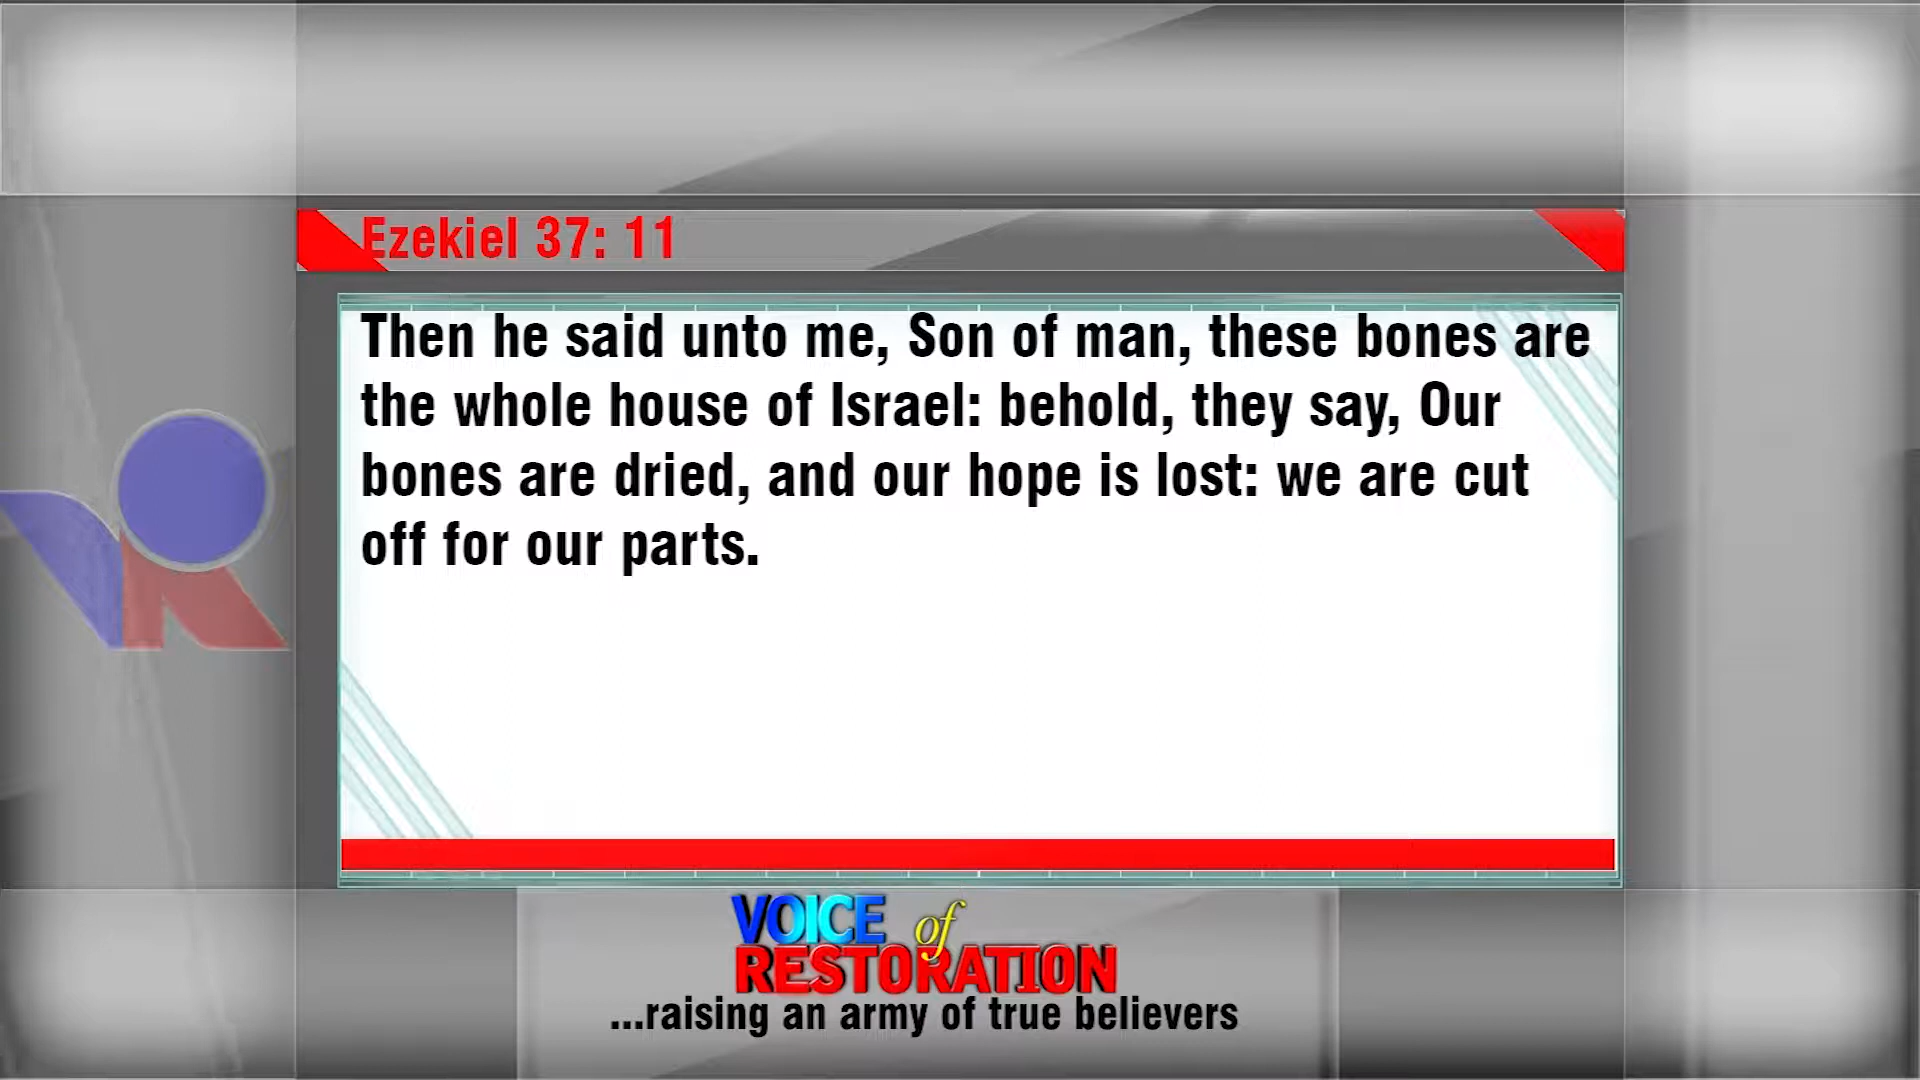 Ezekiel 37: 11
Then he said unto me, Son of man, these bones are
the whole house of Israel: behold, they say, Our
bones are dried, and our hope is lost: we are cut
off for our parts.
VOICE of
RESTORATION
...raising an army of true believers